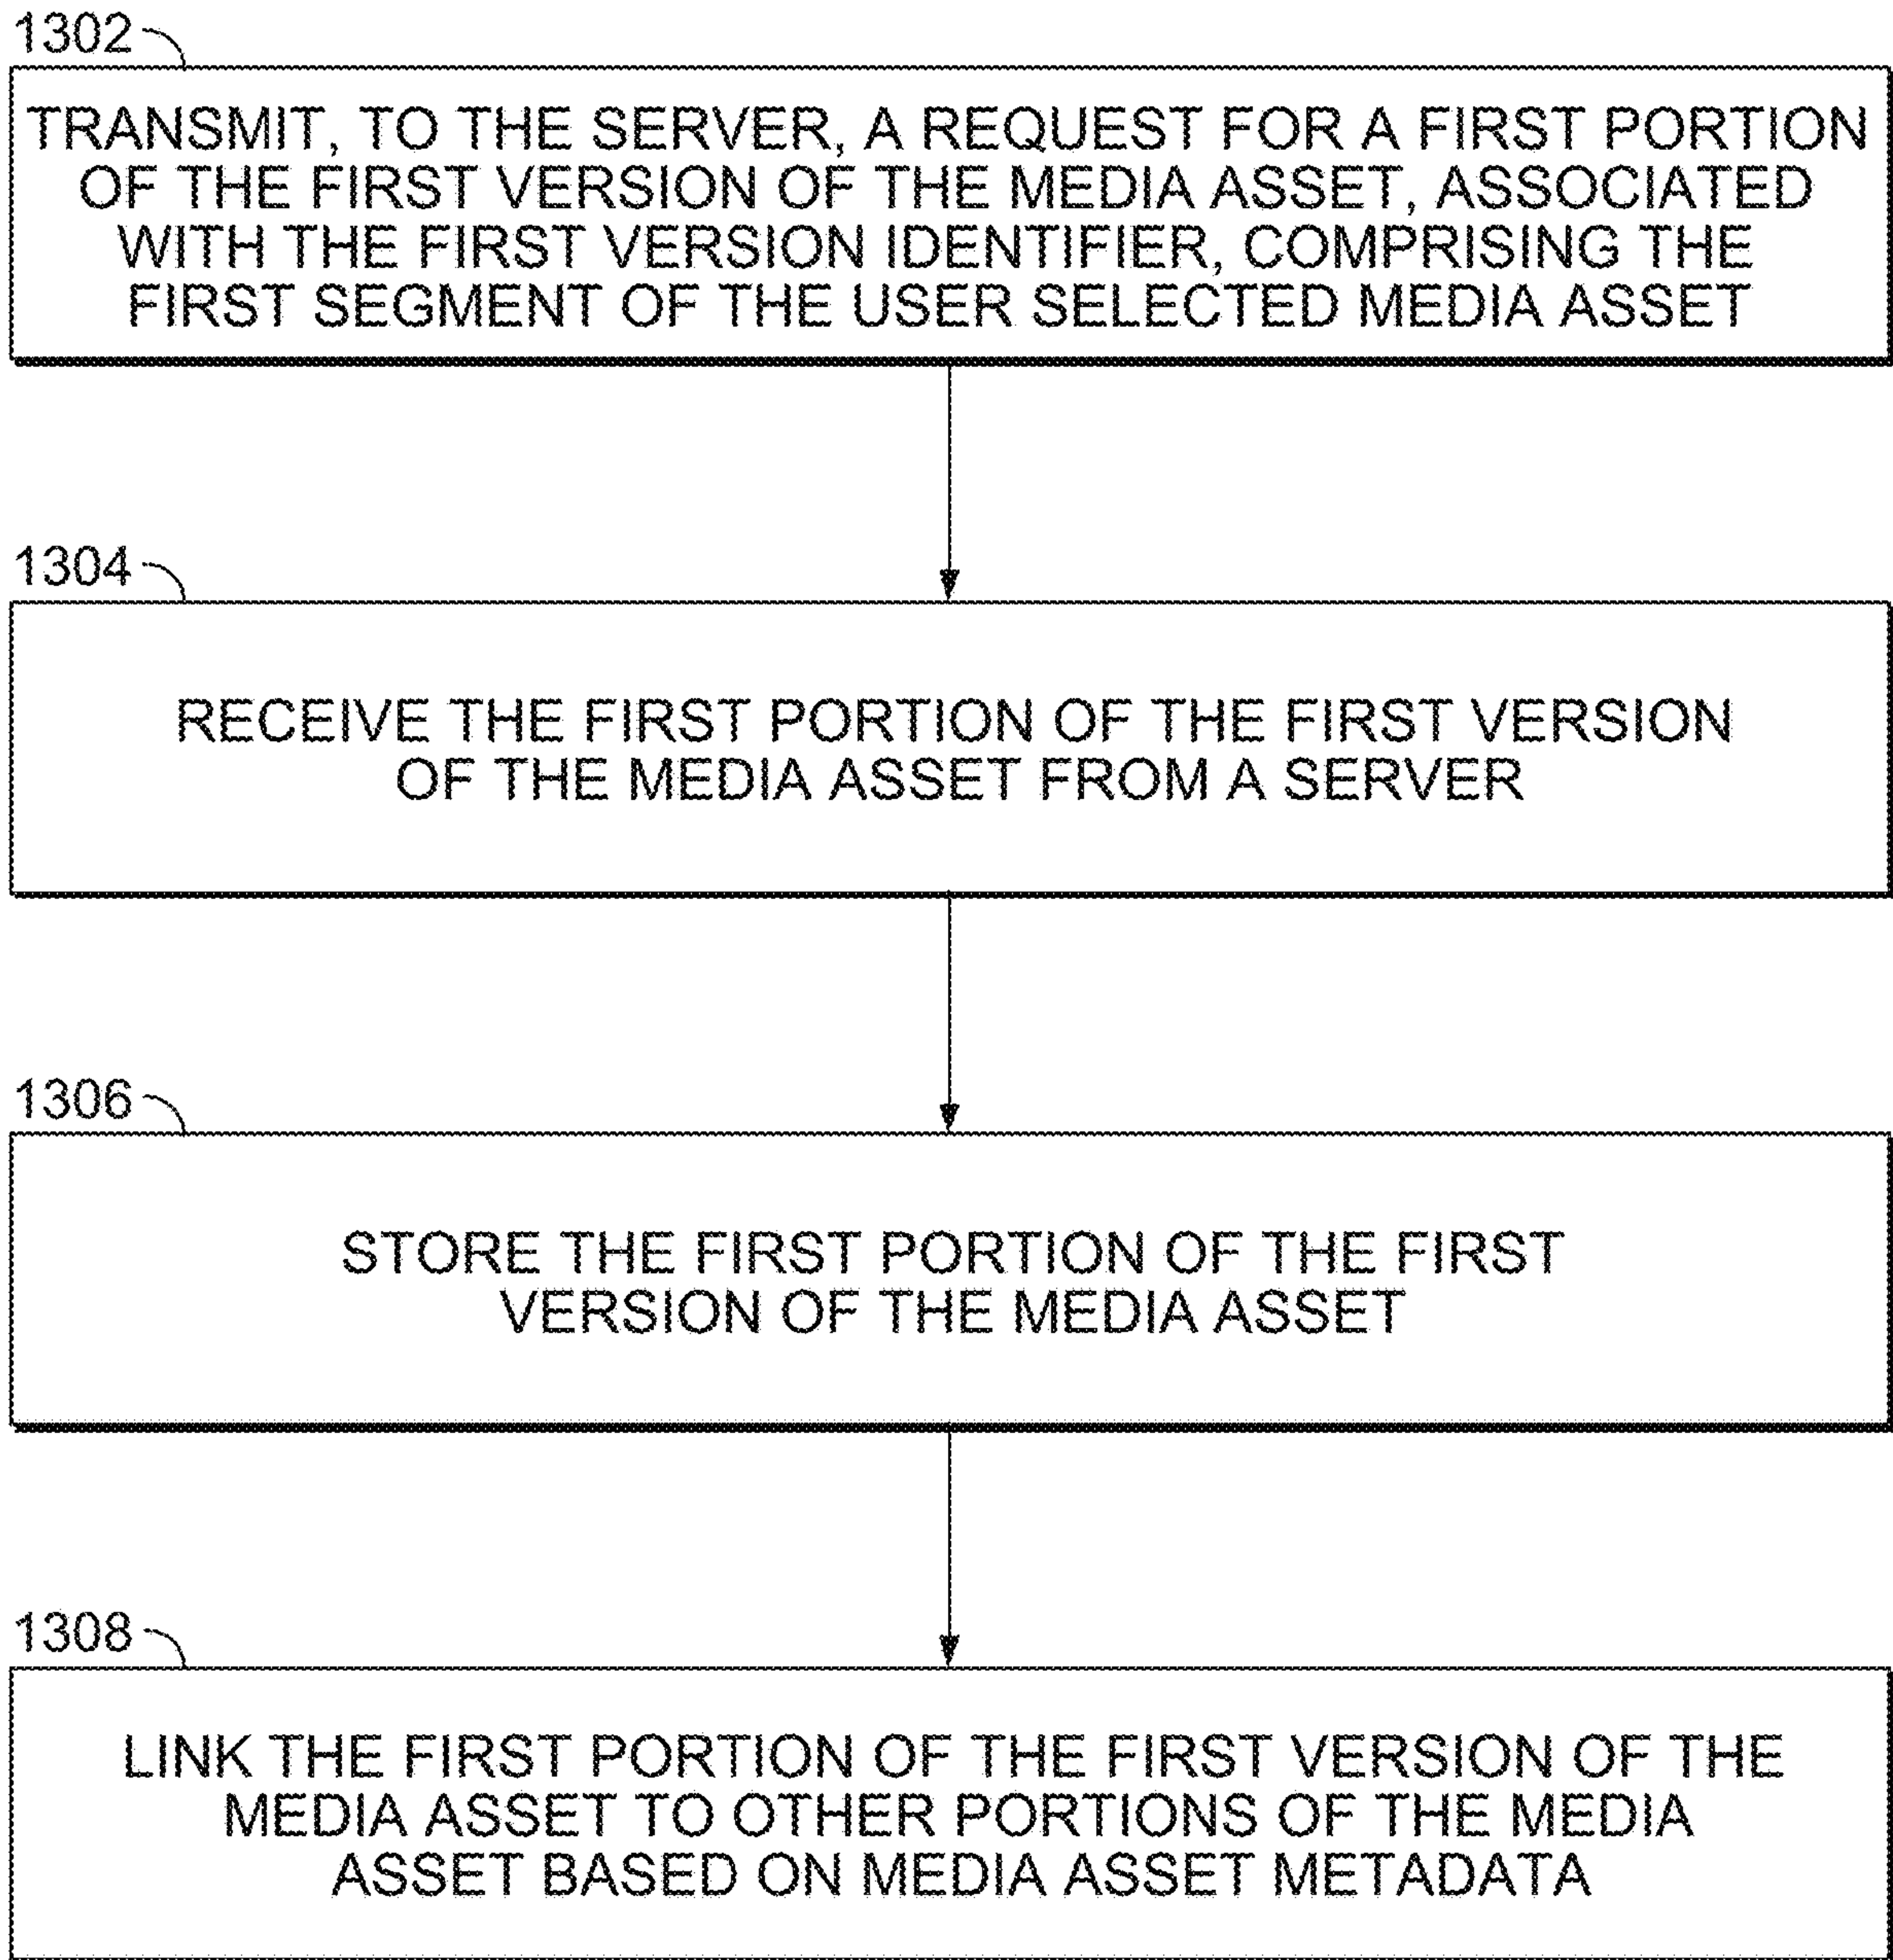 1302
TRANSMIT, TO THE SERVER, A REQUEST FOR A FIRST PORTION
OF THE FIRST VERSION OF THE MEDIA ASSET, ASSOCIATED
WITH THE FIRST VERSION IDENTIFIER, COMPRISING THE
FIRST SEGMENT OF THE USER SELECTED MEDIA ASSET
1304
RECEIVE THE FIRST PORTION OF THE FIRST VERSION
OF THE MEDIA ASSET FROM A SERVER
1306
STORE THE FIRST PORTION OF THE FIRST
VERSION OF THE MEDIA ASSET
1308
LINK THE FIRST PORTION OF THE FIRST VERSION OF THE
MEDIA ASSET TO OTHER PORTIONS OF THE MEDIA
ASSET BASED ON MEDIA ASSET METADATA